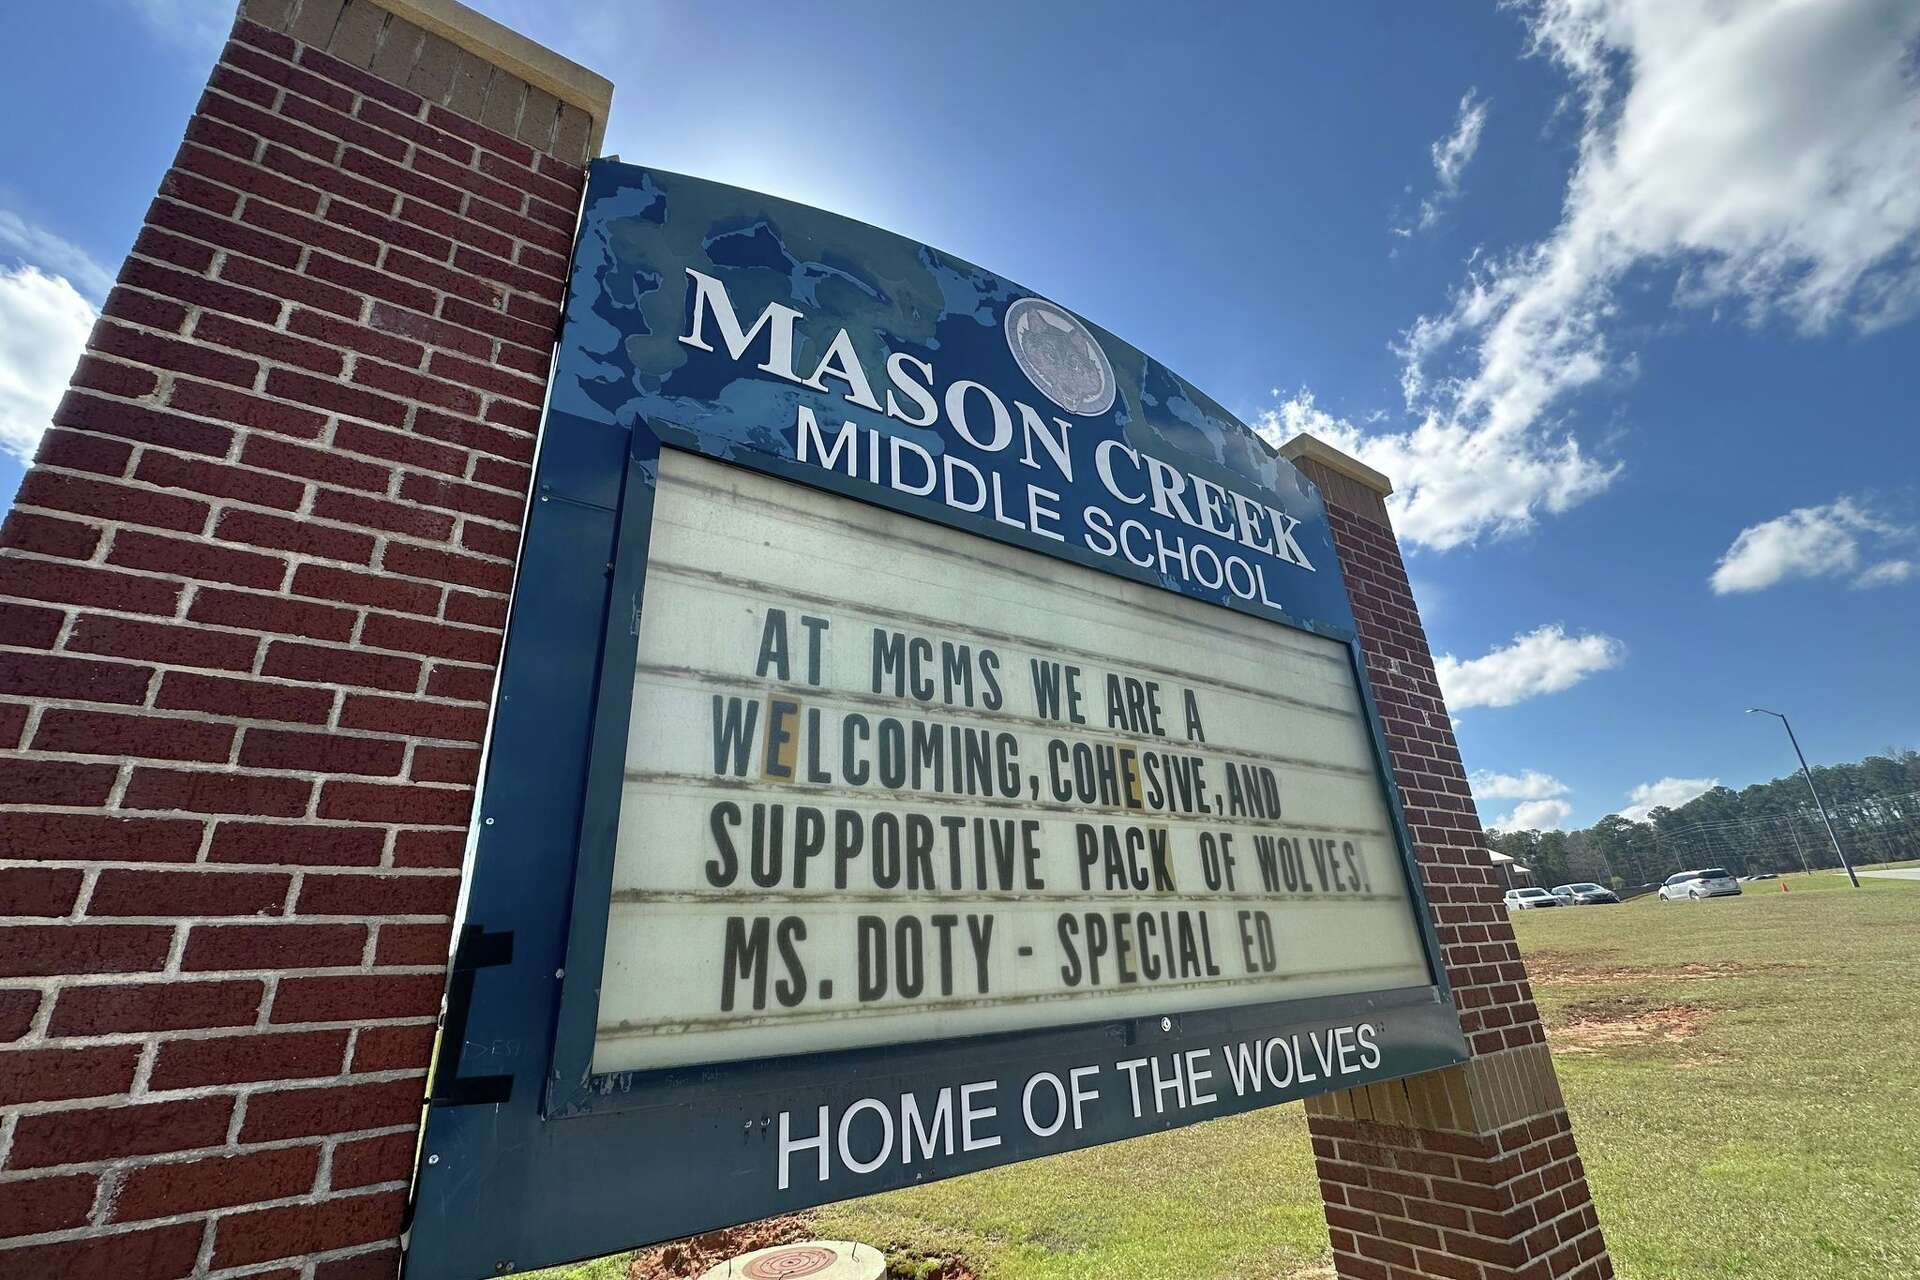 MASON CREEK
MIDDLE SCHOOL
AT MCMS WE ARE A
WELCOMING, COHESIVE, AND
SUPPORTIVE PACK OF WOLVES!
MS. DOTY - SPECIAL ED
"HOME OF THE WOLVES"